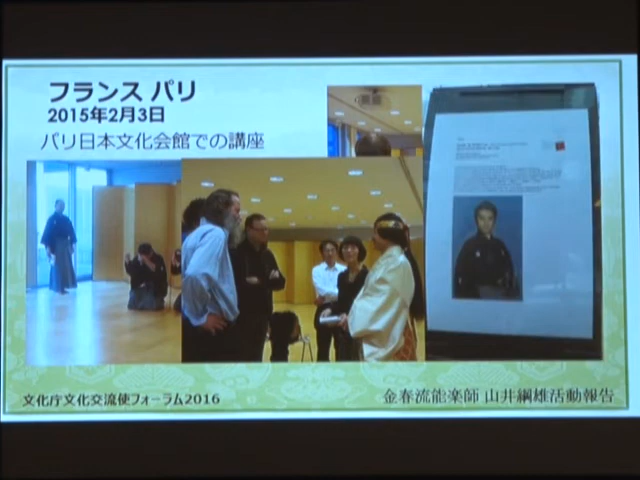 フランス パリ
2015年2月3日
パリ日本文化会館での講座
文化庁文化交流使フォーラム2016
金春流能楽師 山井綱雄活動報告